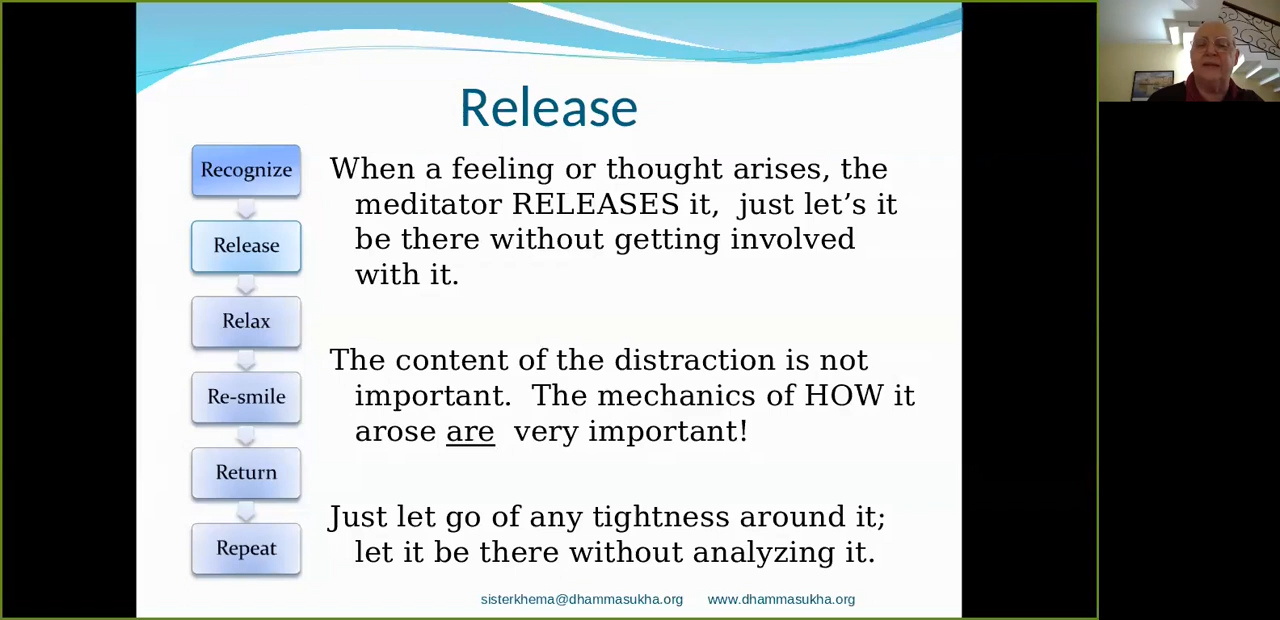 Release
Recognize
Release
Relax
Re-smile
Return
Repeat
When a feeling or thought arises, the
meditator RELEASES it,  just let’s it
be there without getting involved
with it.
The content of the distraction is not
important.  The mechanics of HOW it
arose are  very important!
Just let go of any tightness around it;
let it be there without analyzing it.
sisterkhema@dhammasukha.org www.dhammasukha.org